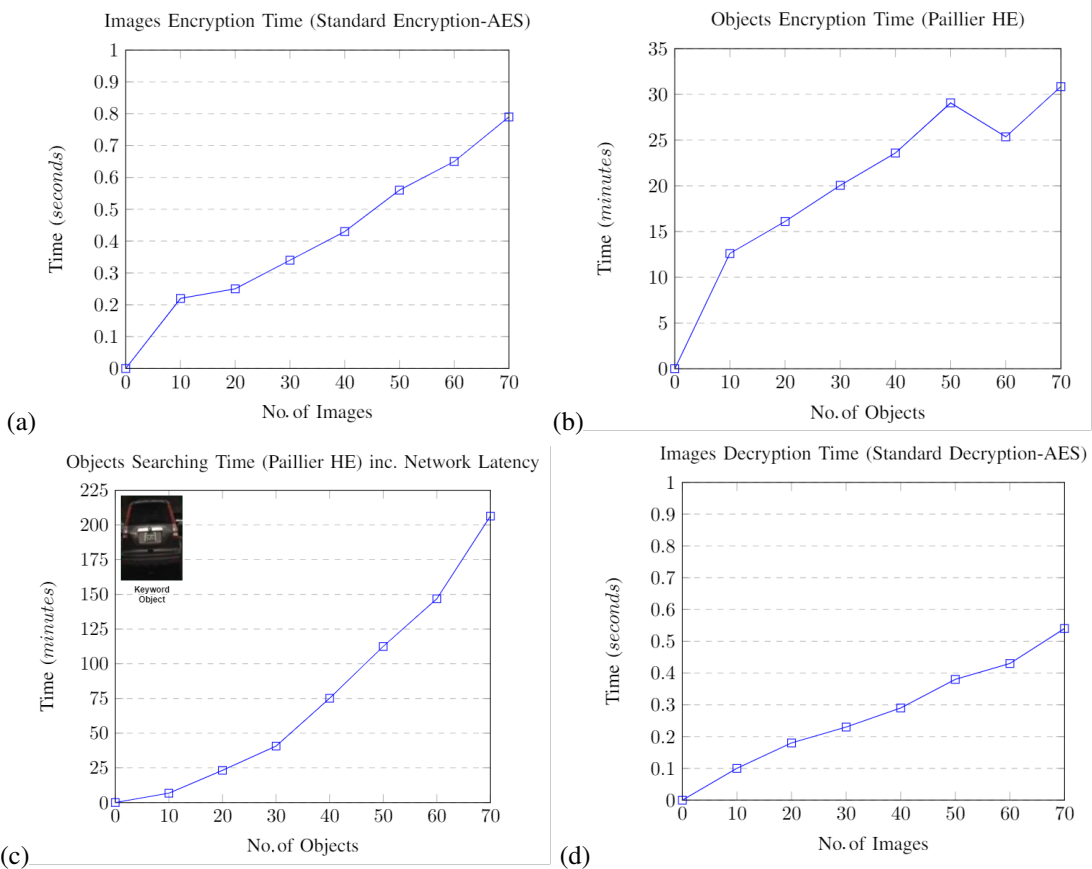 Images Encryption Time (Standard Encryption-AES)
1
0.9
0.8
0.7
0.6
0.5
0.4
0.3
0.2
0.1
0
Time (seconds)
0 10 20 30 40 50 60 70
No. of Images
(a)
Objects Encryption Time (Paillier HE)
35
30
25
20
15
10
5
0
Time (minutes)
0 10 20 30 40 50 60 70
No. of Objects
(b)
Objects Searching Time (Paillier HE) inc. Network Latency
225
200
175
150
125
100
75
50
25
0
Keyword
Object
Time (minutes)
0 10 20 30 40 50 60 70
No. of Objects
(c)
Images Decryption Time (Standard Decryption-AES)
1
0.9
0.8
0.7
0.6
0.5
0.4
0.3
0.2
0.1
0
Time (seconds)
0 10 20 30 40 50 60 70
No. of Images
(d)